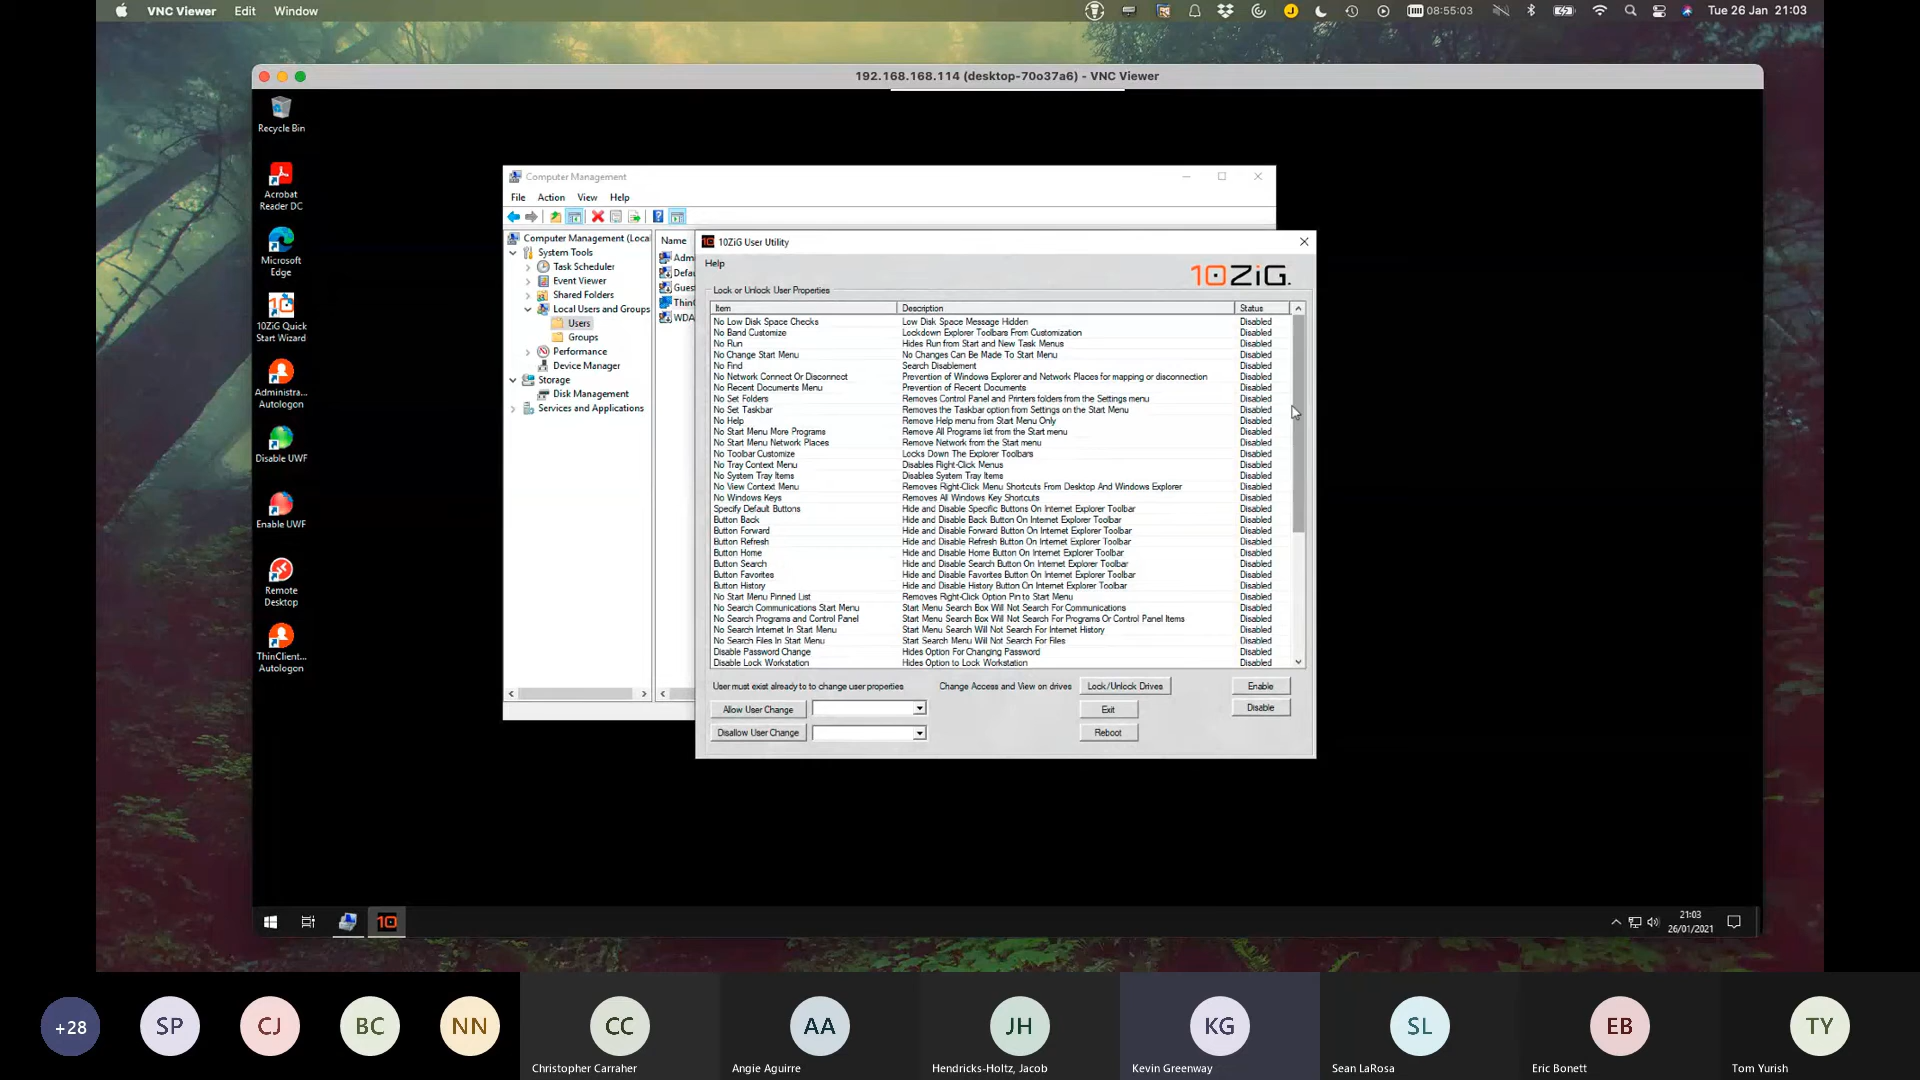 VNC Viewer Edit Window 08:55:03 Tue 26 Jan 21:03
192.168.168.114 (desktop-70o37a6) - VNC Viewer
Recycle Bin
Acrobat
Reader DC
Microsoft
Edge
10ZiG Quick
Start Wizard
Administra...
Autologon
Disable UWF
Enable UWF
Remote
Desktop
ThinClient...
Autologon
Computer Management
File Action View Help
Computer Management (Local
System Tools
Task Scheduler
Event Viewer
Shared Folders
Local Users and Groups
Users
Groups
Performance
Device Manager
Storage
Disk Management
Services and Applications
Name
Adm
Defa
Gues
Thin
WDA
10ZiG User Utility
Help
10ZiG.
Lock or Unlock User Properties
Item Description Status
No Low Disk Space Checks Low Disk Space Message Hidden Disabled
No Band Customize Lockdown Explorer Toolbars From Customization Disabled
No Run Hides Run from Start and New Task Menus Disabled
No Change Start Menu No Changes Can Be Made To Start Menu Disabled
No Find Search Disablement Disabled
No Network Connect Or Disconnect Prevention of Windows Explorer and Network Places for mapping or disconnection Disabled
No Recent Documents Menu Prevention of Recent Documents Disabled
No Set Folders Removes Control Panel and Printers folders from the Settings menu Disabled
No Set Taskbar Removes the Taskbar option from Settings on the Start Menu Disabled
No Help Remove Help menu from Start Menu Only Disabled
No Start Menu More Programs Remove All Programs list from the Start menu Disabled
No Start Menu Network Places Remove Network from the Start menu Disabled
No Toolbar Customize Locks Down The Explorer Toolbars Disabled
No Tray Context Menu Disables Right-Click Menus Disabled
No System Tray Items Disables System Tray Items Disabled
No View Context Menu Removes Right-Click Menu Shortcuts From Desktop And Windows Explorer Disabled
No Windows Keys Removes All Windows Key Shortcuts Disabled
Specify Default Buttons Hide and Disable Specific Buttons On Internet Explorer Toolbar Disabled
Button Back Hide and Disable Back Button On Internet Explorer Toolbar Disabled
Button Forward Hide and Disable Forward Button On Internet Explorer Toolbar Disabled
Button Refresh Hide and Disable Refresh Button On Internet Explorer Toolbar Disabled
Button Home Hide and Disable Home Button On Internet Explorer Toolbar Disabled
Button Search Hide and Disable Search Button On Internet Explorer Toolbar Disabled
Button Favorites Hide and Disable Favorites Button On Internet Explorer Toolbar Disabled
Button History Hide and Disable History Button On Internet Explorer Toolbar Disabled
No Start Menu Pinned List Removes Right-Click Option Pin to Start Menu Disabled
No Search Communications Start Menu Start Menu Search Box Will Not Search For Communications Disabled
No Search Programs and Control Panel Start Menu Search Box Will Not Search For Programs Or Control Panel Items Disabled
No Search Internet In Start Menu Start Menu Search Will Not Search For Internet History Disabled
No Search Files In Start Menu Start Search Menu Will Not Search For Files Disabled
Disable Password Change Hides Option For Changing Password Disabled
Disable Lock Workstation Hides Option to Lock Workstation Disabled
User must exist already to to change user properties Change Access and View on drives Lock/Unlock Drives Enable
Allow User Change Exit Disable
Disallow User Change Reboot
10
21:03
26/01/2021
+28 SP CJ BC NN CC AA JH KG SL EB TY
Christopher Carraher Angie Aguirre Hendricks-Holtz, Jacob Kevin Greenway Sean LaRosa Eric Bonett Tom Yurish